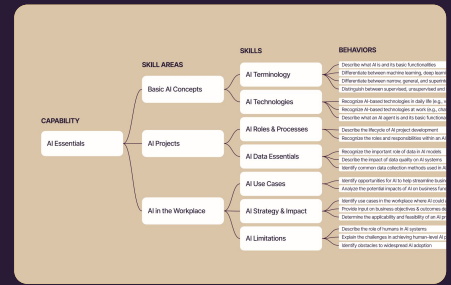 CAPABILITY
AI Essentials
SKILL AREAS
Basic AI Concepts
AI Projects
AI in the Workplace
SKILLS
AI Terminology
AI Technologies
AI Roles & Processes
AI Data Essentials
AI Use Cases
AI Strategy & Impact
AI Limitations
BEHAVIORS
Describe what AI is and its basic functionalities
Differentiate between machine learning, deep learn
Differentiate between narrow, general, and superint
Distinguish between supervised, unsupervised and
Recognize AI-based technologies in daily life (e.g., s
Recognize AI-based technologies at work (e.g., cha
Describe what an AI agent is and its basic functiona
Describe the lifecycle of AI project development
Recognize the roles and responsibilities within an AI
Recognize the important role of data in AI models
Describe the impact of data quality on AI systems
Identify common data collection methods used in A
Identify opportunities for AI to help streamline busin
Analyze the potential impacts of AI on business fun
Identify use cases in the workplace where AI could a
Provide input on business objectives & outcomes de
Determine the applicability and feasibility of an AI pr
Describe the role of humans in AI systems
Explain the challenges in achieving human-level AI p
Identify obstacles to widespread AI adoption